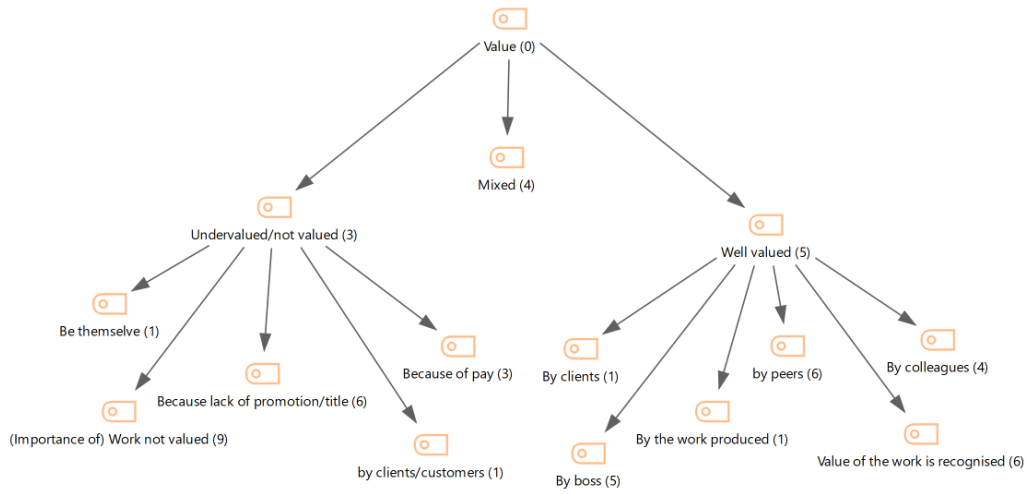 Value (0)
Mixed (4)
Undervalued/not valued (3)
Well valued (5)
Be themselve (1)
Because of pay (3)
By clients (1)
by peers (6)
By colleagues (4)
Because lack of promotion/title (6)
(Importance of) Work not valued (9)
By the work produced (1)
Value of the work is recognised (6)
by clients/customers (1)
By boss (5)